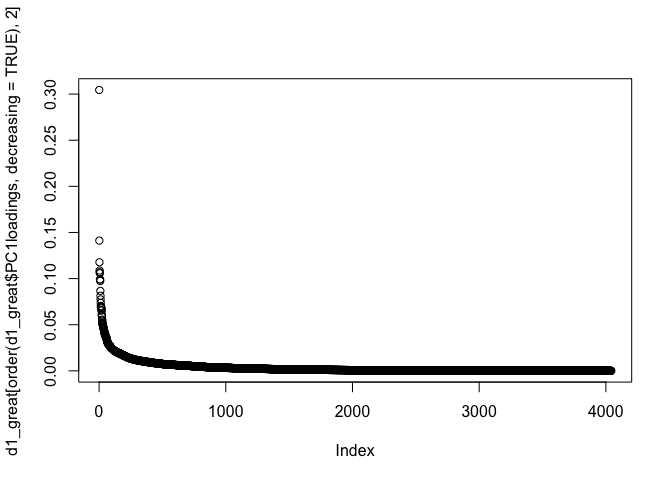 d1_great[order(d1_great$PC1loadings, decreasing = TRUE), 2]
0.30
0.25
0.20
0.15
0.10
0.05
0.00
0 1000 2000 3000 4000
Index